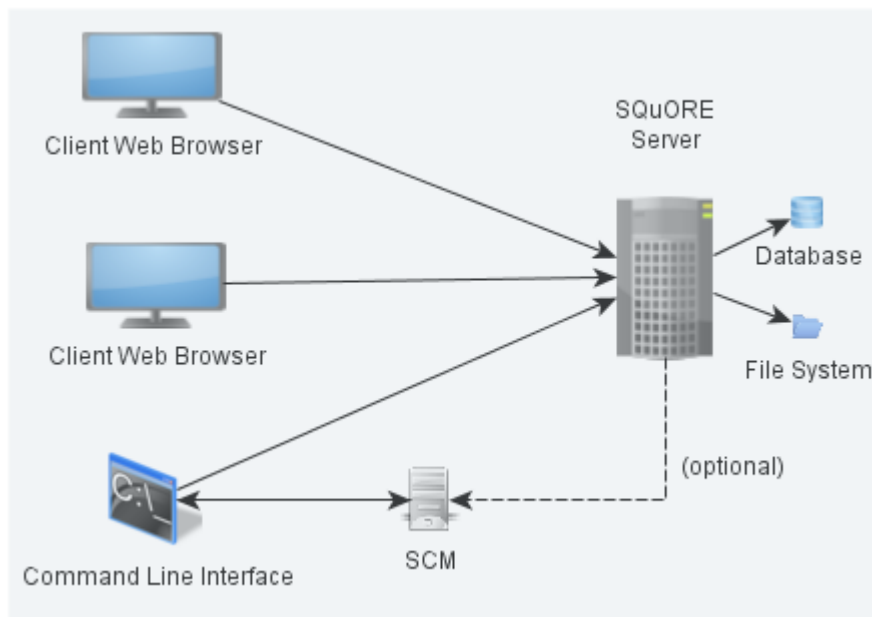 Client Web Browser
SQuORE
Server
Database
Client Web Browser
File System
(optional)
C:\_
SCM
Command Line Interface